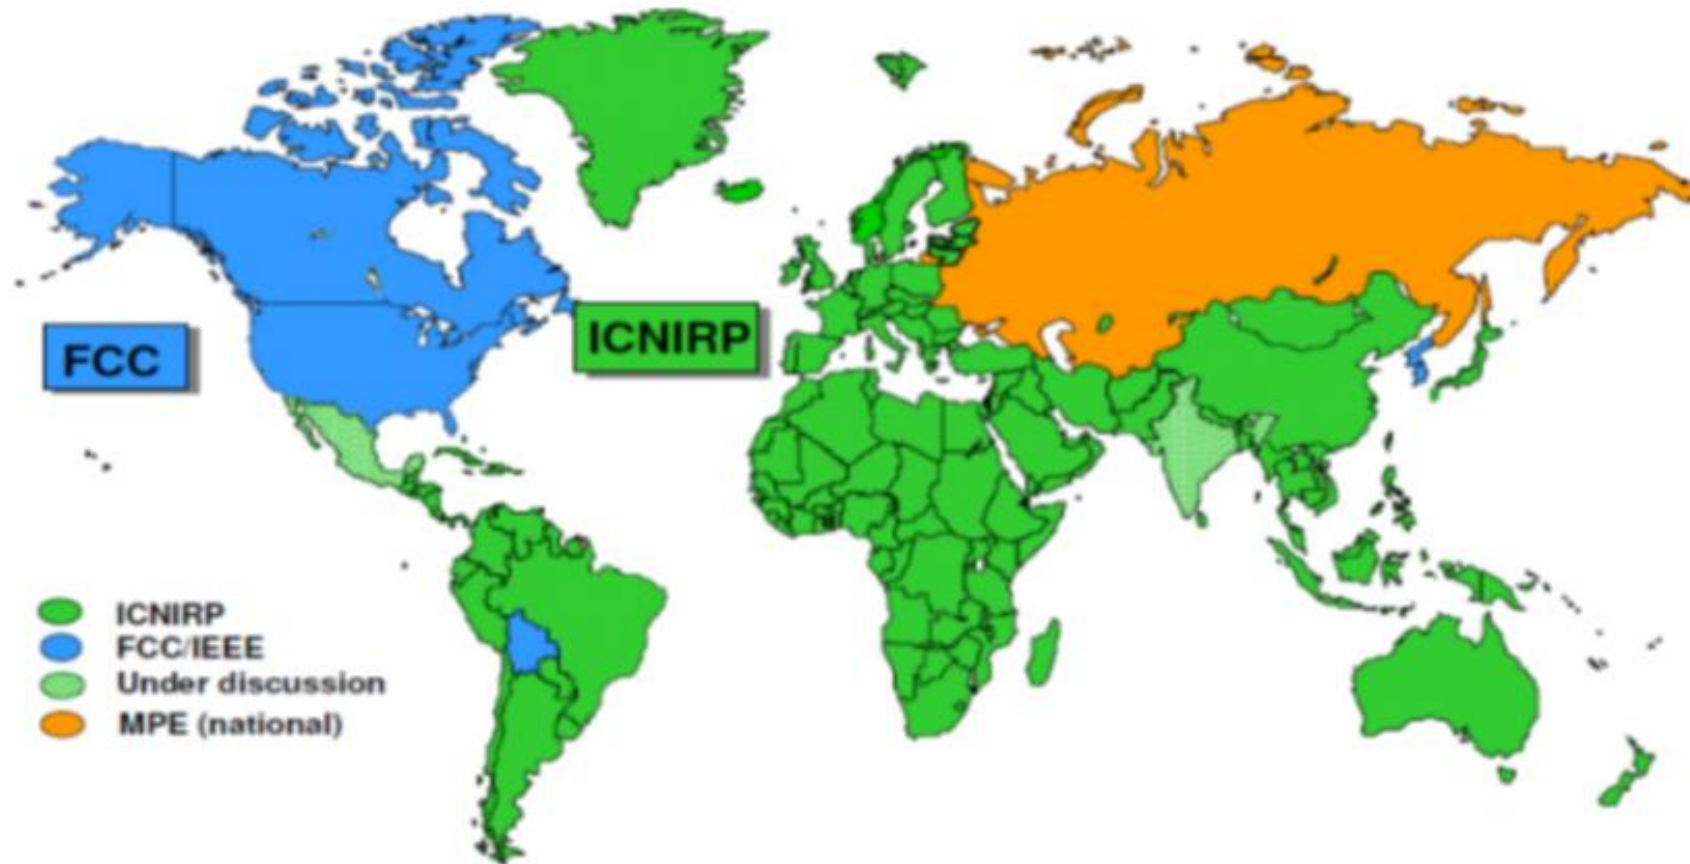 FCC
ICNIRP
ICNIRP
FCC/IEEE
Under discussion
MPE (national)